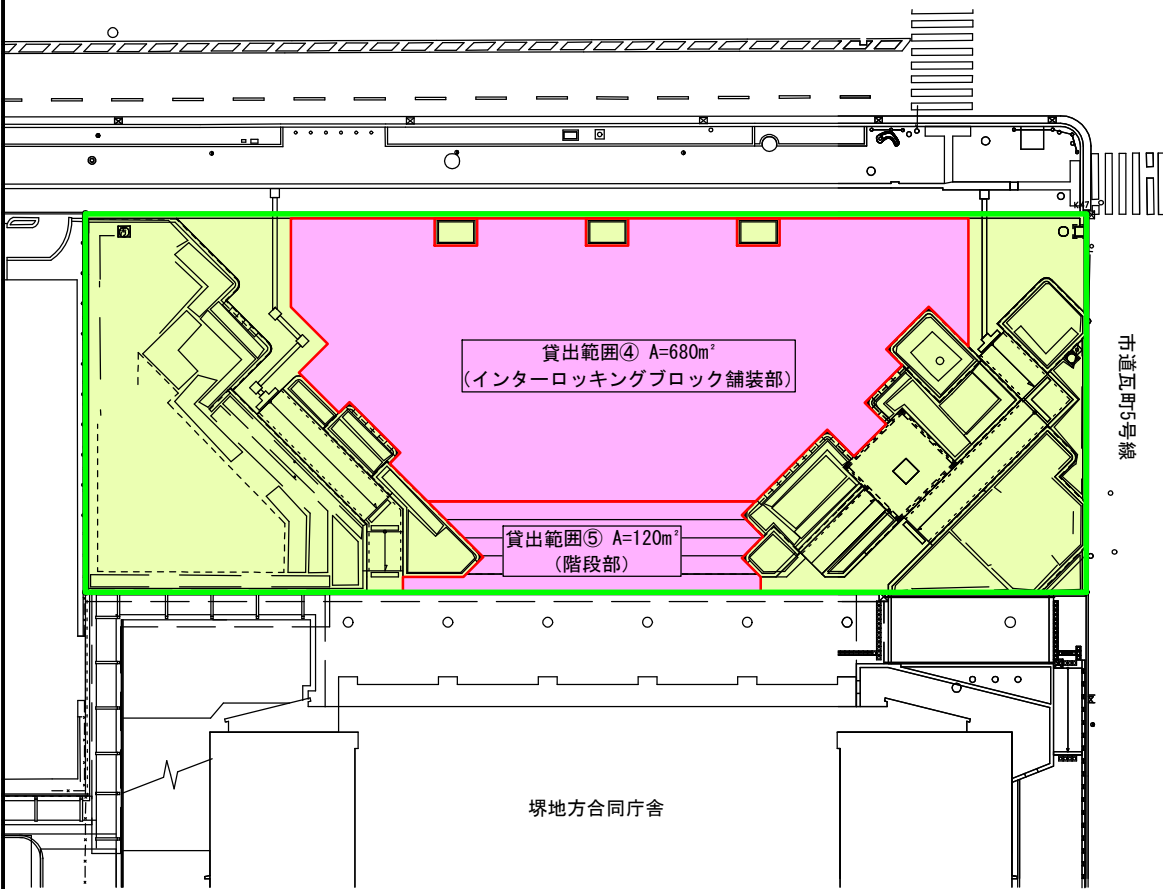 KK7
貸出範囲④ A=680m²
(インターロッキングブロック舗装部)
市道瓦町5号線
貸出範囲⑤ A=120m²
(階段部)
堺地方合同庁舎